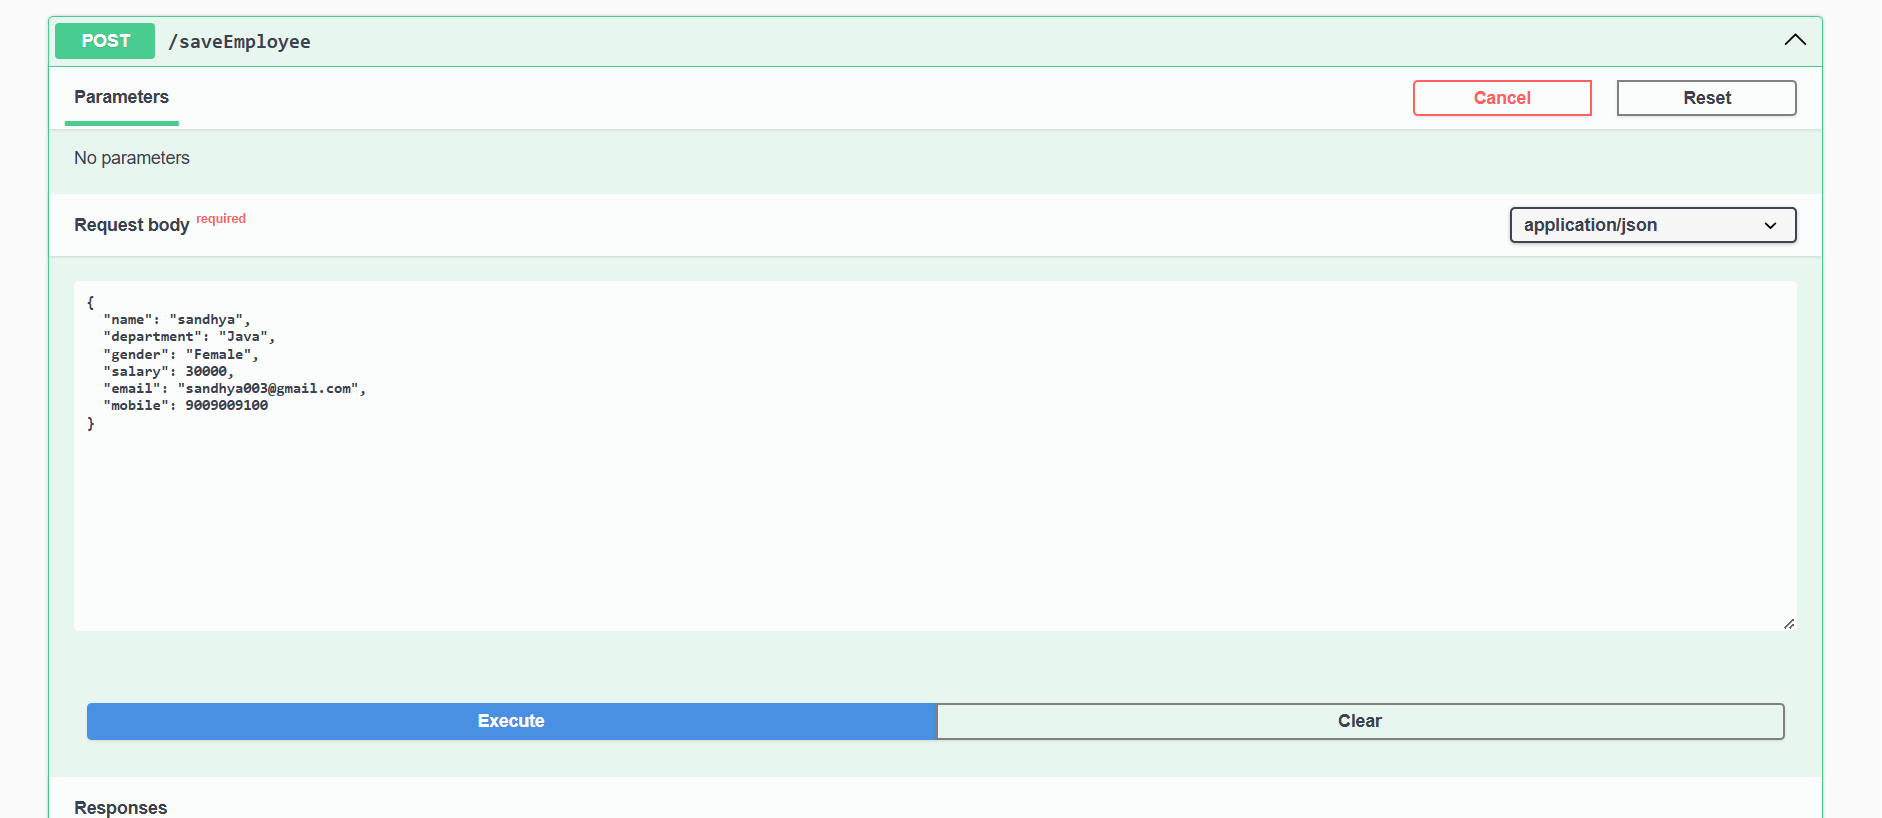 POST /saveEmployee
Parameters
Cancel
Reset
No parameters
Request body required
application/json
{
  "name": "sandhya",
  "department": "Java",
  "gender": "Female",
  "salary": 30000,
  "email": "sandhya003@gmail.com",
  "mobile": 9009009100
}
Execute
Clear
Responses